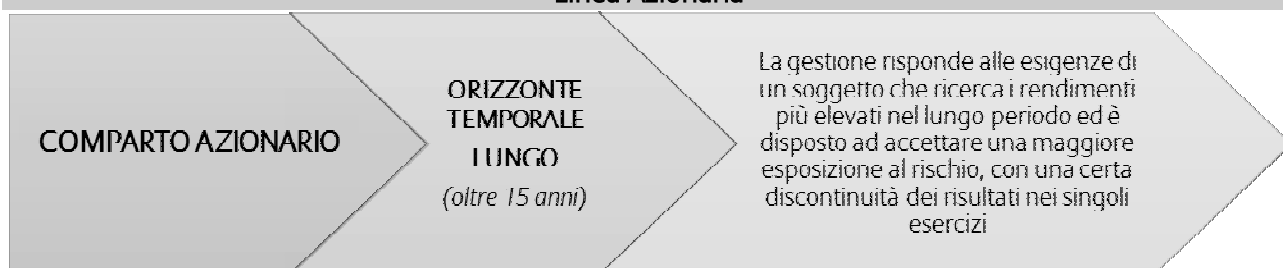 Linea Azionaria
COMPARTO AZIONARIO
ORIZZONTE
TEMPORALE
LUNGO
(oltre 15 anni)
La gestione risponde alle esigenze di
un soggetto che ricerca i rendimenti
più elevati nel lungo periodo ed è
disposto ad accettare una maggiore
esposizione al rischio, con una certa
discontinuità dei risultati nei singoli
esercizi